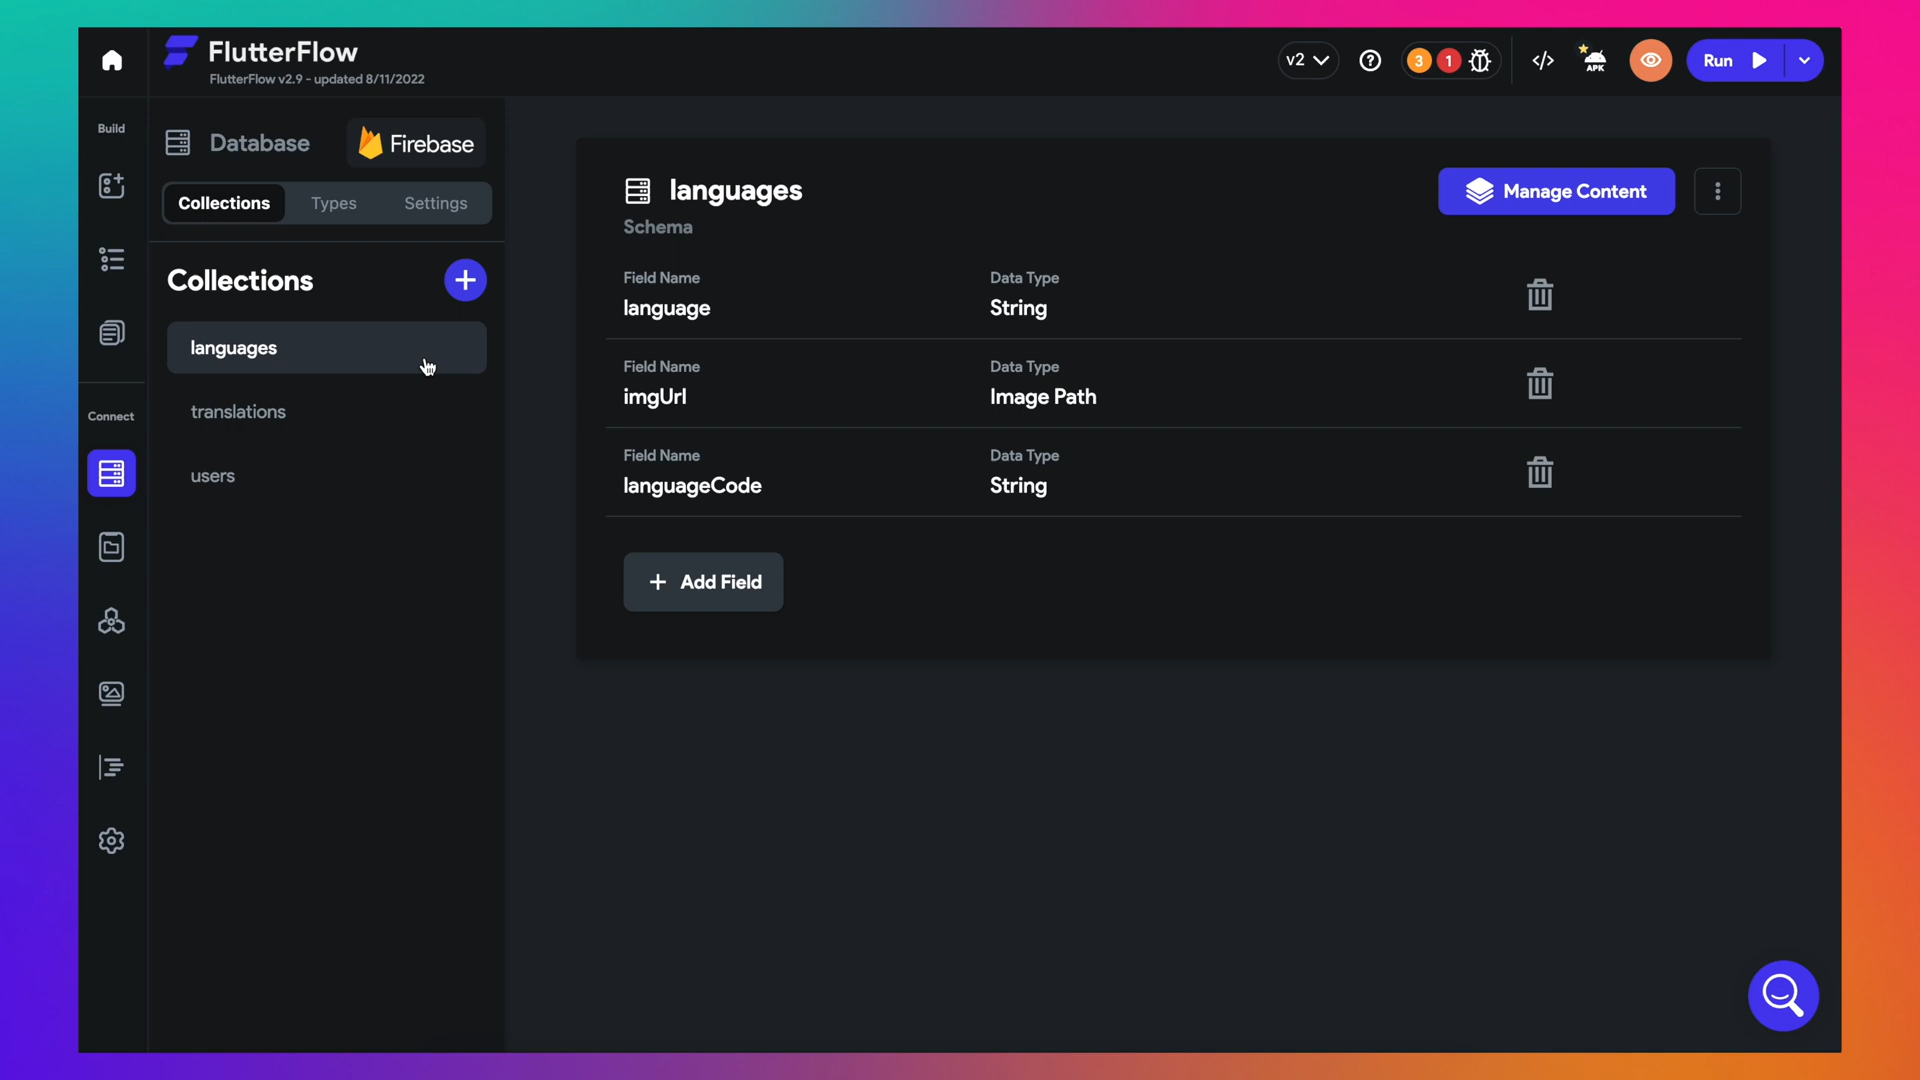 FlutterFlow
FlutterFlow v2.9 - updated 8/11/2022
v2
3
1
APK
Run
Build
Database
Firebase
Collections
Types
Settings
Collections
languages
translations
users
Connect
languages
Manage Content
Schema
Field Name
Data Type
language
String
Field Name
Data Type
imgUrl
Image Path
Field Name
Data Type
languageCode
String
+ Add Field